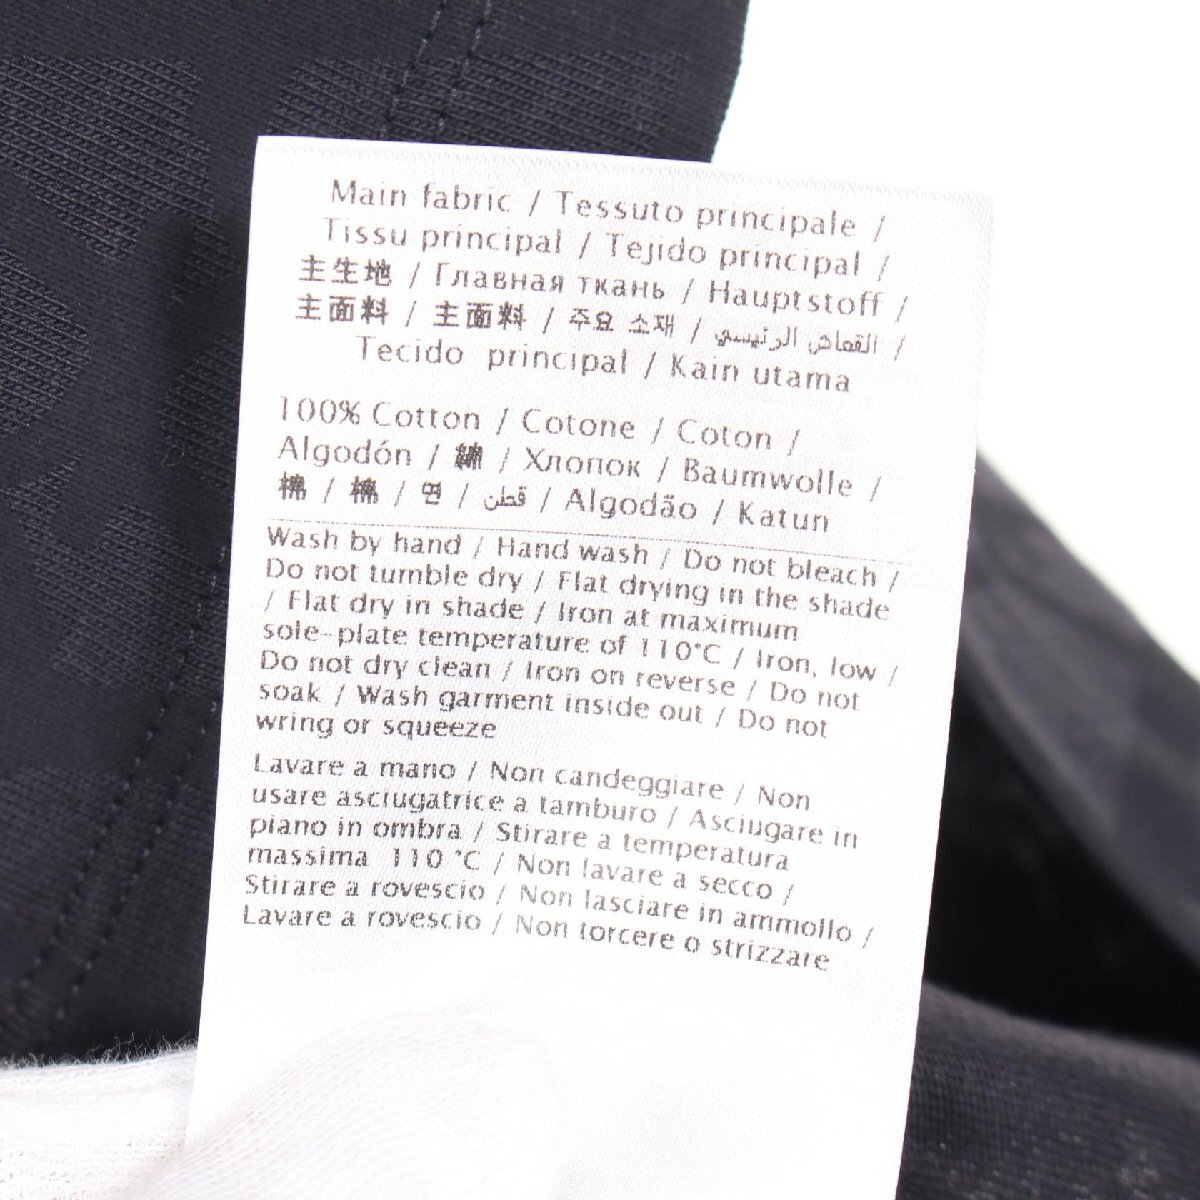 Main fabric / Tessuto principale /
Tissu principal / Tejido principal /
主生地 / Главная ткань / Hauptstoff /
主面料 / 主面料 / 주요 소재 / القماش الرئيسي /
Tecido principal / Kain utama
100% Cotton / Cotone / Coton /
Algodón / 綿 / Хлопок / Baumwolle /
棉 / 棉 / 면 / قطن / Algodão / Katun
Wash by hand / Hand wash / Do not bleach /
Do not tumble dry / Flat drying in the shade
/ Flat dry in shade / Iron at maximum
sole-plate temperature of 110°C / Iron, low /
Do not dry clean / Iron on reverse / Do not
soak / Wash garment inside out / Do not
wring or squeeze
Lavare a mano / Non candeggiare / Non
usare asciugatrice a tamburo / Asciugare in
piano in ombra / Stirare a temperatura
massima 110 °C / Non lavare a secco /
Stirare a rovescio / Non lasciare in ammollo /
Lavare a rovescio / Non torcere o strizzare